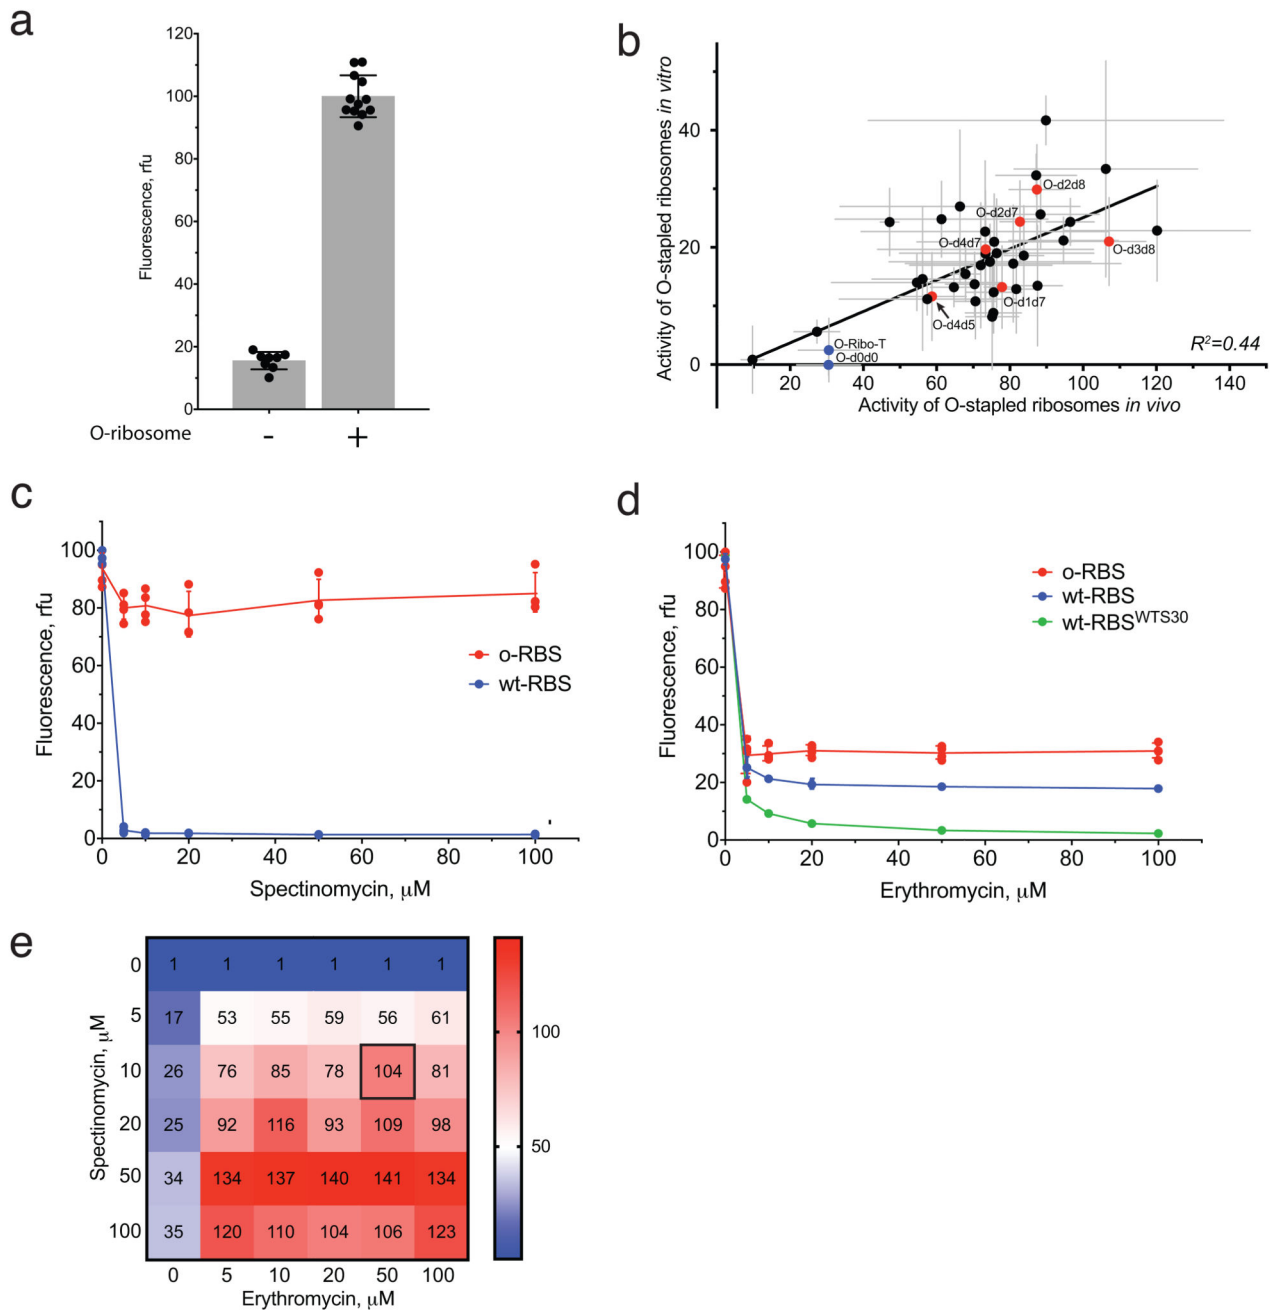 a
120
100
80
60
40
20
0
Fluorescence, rfu
O-ribosome
-
+
b
Activity of O-stapled ribosomes in vitro
40
20
0
O-d2d8
O-d2d7
O-d4d7
O-d3d8
O-d1d7
O-d4d5
O-Ribo-T
O-d0d0
R²=0.44
20 40 60 80 100 120 140
Activity of O-stapled ribosomes in vivo
c
100
80
60
40
20
0
Fluorescence, rfu
o-RBS
wt-RBS
0 20 40 60 80 100
Spectinomycin, μM
d
100
80
60
40
20
0
Fluorescence, rfu
o-RBS
wt-RBS
wt-RBS^WTS30
0 20 40 60 80 100
Erythromycin, μM
e
Spectinomycin, μM
0 1 1 1 1 1 1
5 17 53 55 59 56 61
10 26 76 85 78 104 81
20 25 92 116 93 109 98
50 34 134 137 140 141 134
100 35 120 110 104 106 123
0 5 10 20 50 100
Erythromycin, μM
100
50